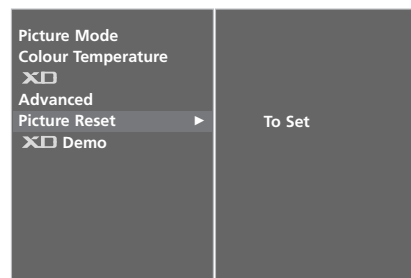 Picture Mode
Colour Temperature
XD
Advanced
Picture Reset ► To Set
XD Demo